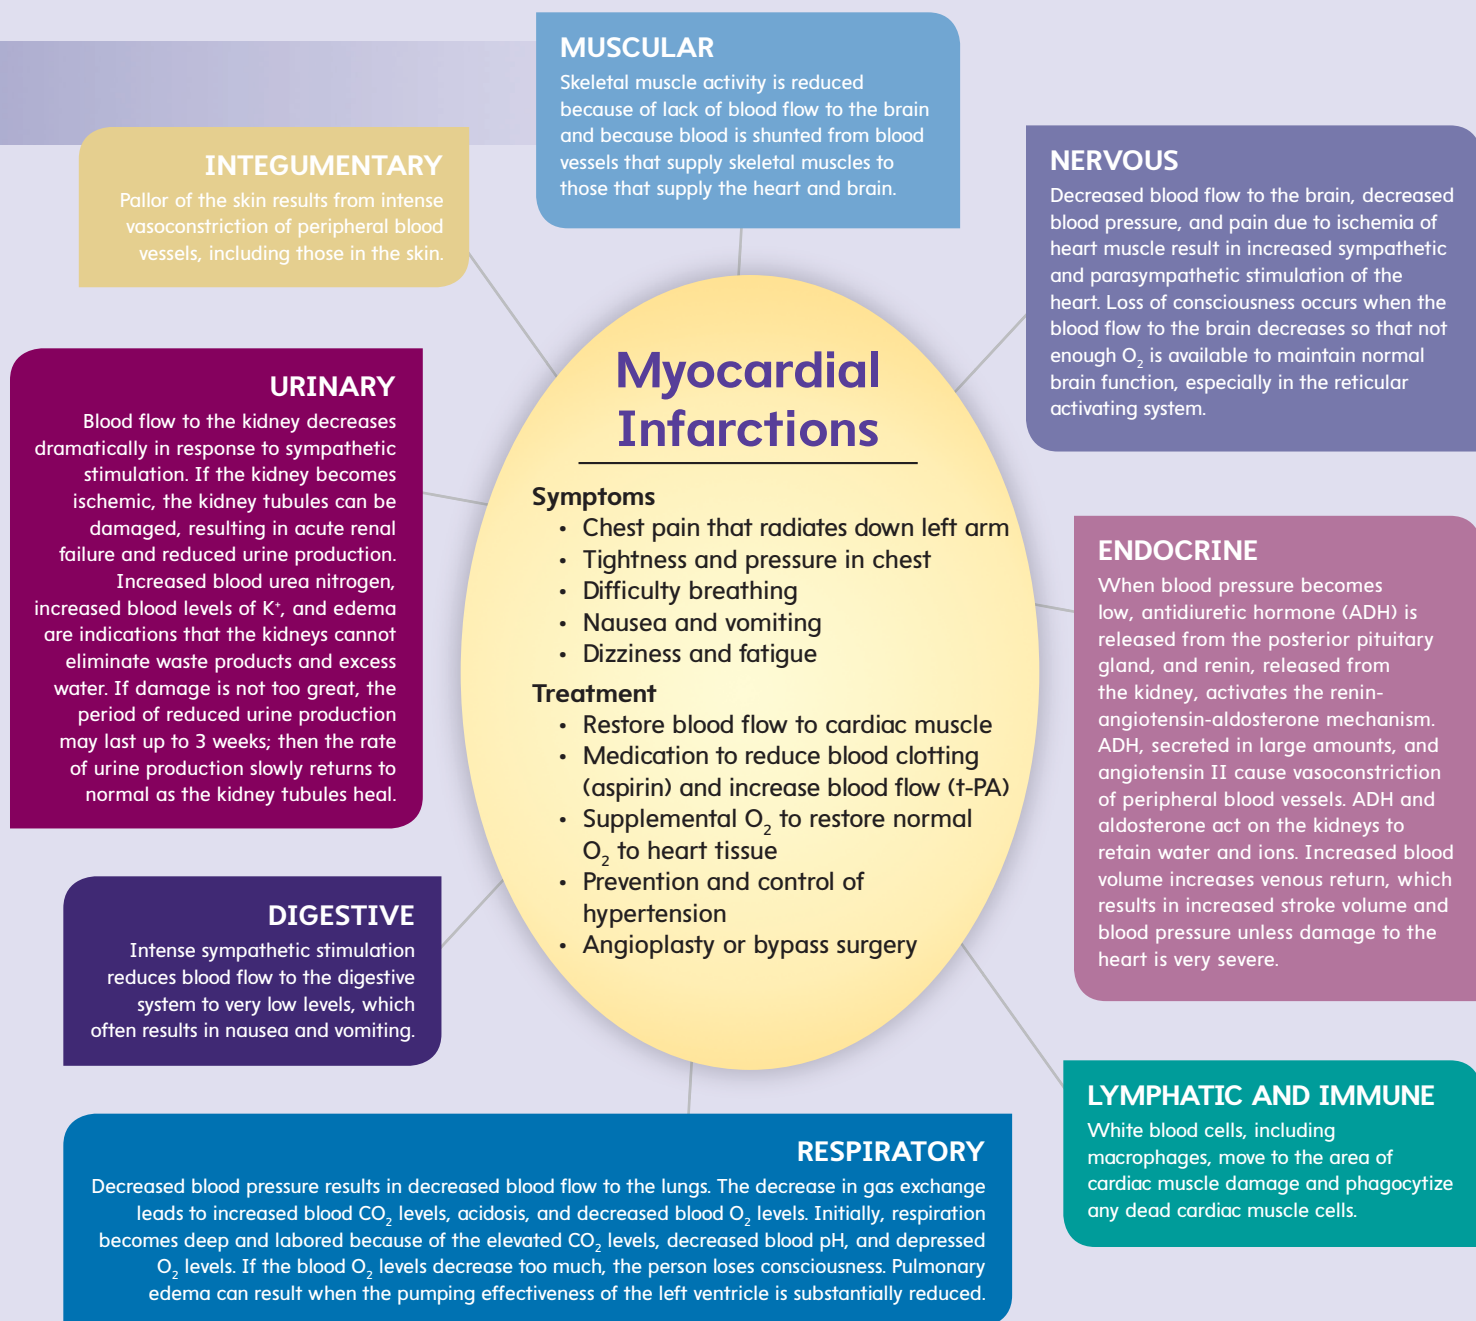 MUSCULAR
Skeletal muscle activity is reduced
because of lack of blood flow to the brain
and because blood is shunted from blood
vessels that supply skeletal muscles to
those that supply the heart and brain.
INTEGUMENTARY
Pallor of the skin results from intense
vasoconstriction of peripheral blood
vessels, including those in the skin.
NERVOUS
Decreased blood flow to the brain, decreased
blood pressure, and pain due to ischemia of
heart muscle result in increased sympathetic
and parasympathetic stimulation of the
heart. Loss of consciousness occurs when the
blood flow to the brain decreases so that not
enough O₂ is available to maintain normal
brain function, especially in the reticular
activating system.
URINARY
Blood flow to the kidney decreases
dramatically in response to sympathetic
stimulation. If the kidney becomes
ischemic, the kidney tubules can be
damaged, resulting in acute renal
failure and reduced urine production.
Increased blood urea nitrogen,
increased blood levels of K⁺, and edema
are indications that the kidneys cannot
eliminate waste products and excess
water. If damage is not too great, the
period of reduced urine production
may last up to 3 weeks; then the rate
of urine production slowly returns to
normal as the kidney tubules heal.
Myocardial
Infarctions
Symptoms
• Chest pain that radiates down left arm
• Tightness and pressure in chest
• Difficulty breathing
• Nausea and vomiting
• Dizziness and fatigue
Treatment
• Restore blood flow to cardiac muscle
• Medication to reduce blood clotting
(aspirin) and increase blood flow (t-PA)
• Supplemental O₂ to restore normal
O₂ to heart tissue
• Prevention and control of
hypertension
• Angioplasty or bypass surgery
ENDOCRINE
When blood pressure becomes
low, antidiuretic hormone (ADH) is
released from the posterior pituitary
gland, and renin, released from
the kidney, activates the renin-
angiotensin-aldosterone mechanism.
ADH, secreted in large amounts, and
angiotensin II cause vasoconstriction
of peripheral blood vessels. ADH and
aldosterone act on the kidneys to
retain water and ions. Increased blood
volume increases venous return, which
results in increased stroke volume and
blood pressure unless damage to the
heart is very severe.
DIGESTIVE
Intense sympathetic stimulation
reduces blood flow to the digestive
system to very low levels, which
often results in nausea and vomiting.
LYMPHATIC AND IMMUNE
White blood cells, including
macrophages, move to the area of
cardiac muscle damage and phagocytize
any dead cardiac muscle cells.
RESPIRATORY
Decreased blood pressure results in decreased blood flow to the lungs. The decrease in gas exchange
leads to increased blood CO₂ levels, acidosis, and decreased blood O₂ levels. Initially, respiration
becomes deep and labored because of the elevated CO₂ levels, decreased blood pH, and depressed
O₂ levels. If the blood O₂ levels decrease too much, the person loses consciousness. Pulmonary
edema can result when the pumping effectiveness of the left ventricle is substantially reduced.